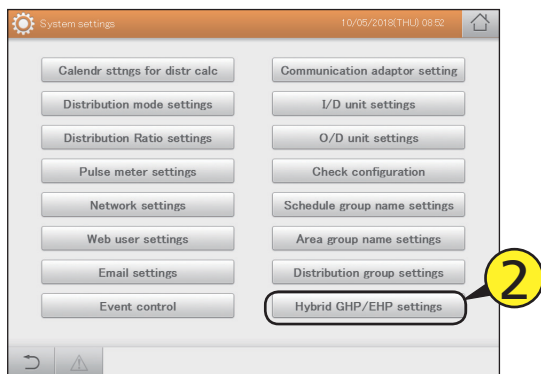 System settings 10/05/2018(THU) 08:52
Calendr sttngs for distr calc
Communication adaptor setting
Distribution mode settings
I/D unit settings
Distribution Ratio settings
O/D unit settings
Pulse meter settings
Check configuration
Network settings
Schedule group name settings
Web user settings
Area group name settings
Email settings
Distribution group settings
Event control
Hybrid GHP/EHP settings
2